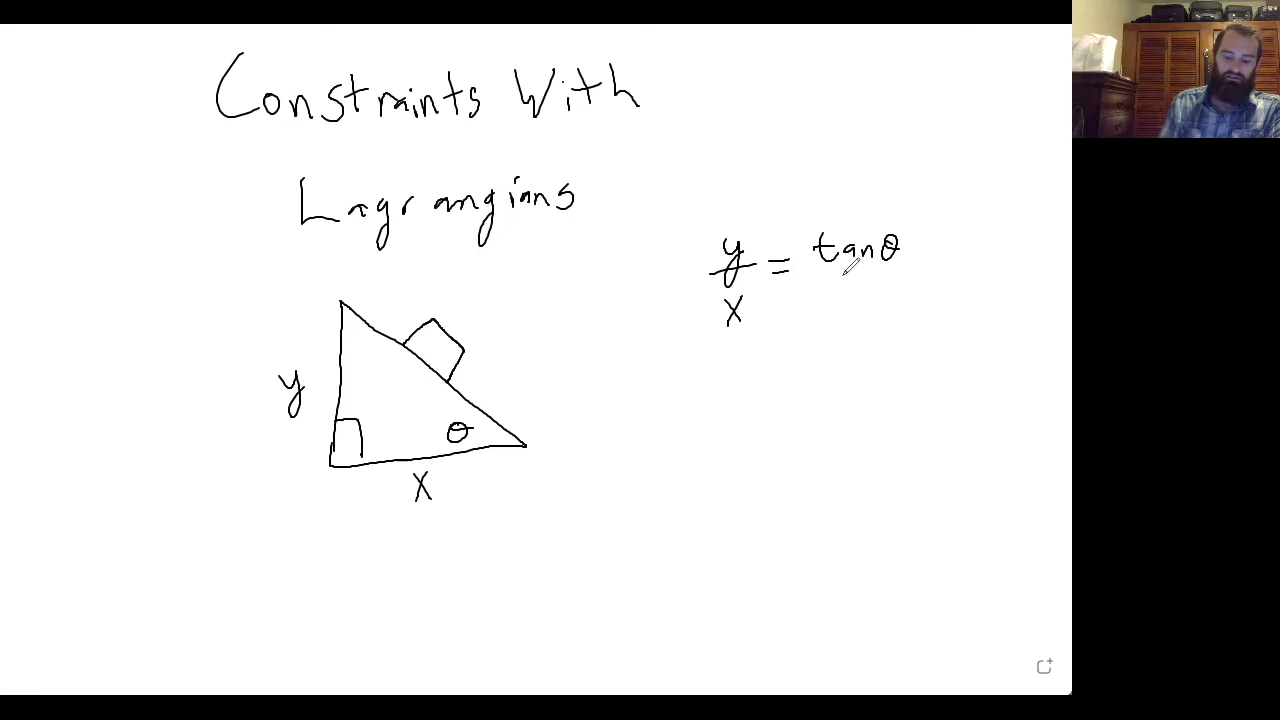 Constraints With
Lagrangians
y/x = tanθ
y
θ
x